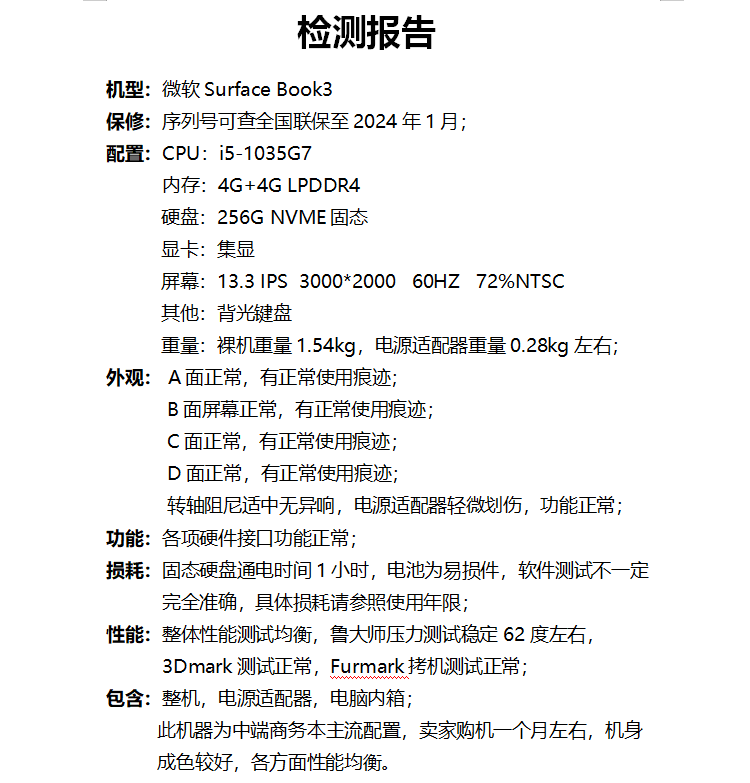 检测报告
机型：微软 Surface Book3
保修：序列号可查全国联保至 2024 年 1 月；
配置：CPU：i5-1035G7
内存：4G+4G LPDDR4
硬盘：256G NVME 固态
显卡：集显
屏幕：13.3 IPS 3000*2000 60HZ 72%NTSC
其他：背光键盘
重量：裸机重量 1.54kg，电源适配器重量 0.28kg 左右；
外观： A 面正常，有正常使用痕迹；
B 面屏幕正常，有正常使用痕迹；
C 面正常，有正常使用痕迹；
D 面正常，有正常使用痕迹；
转轴阻尼适中无异响，电源适配器轻微划伤，功能正常；
功能：各项硬件接口功能正常；
损耗：固态硬盘通电时间 1 小时，电池为易损件，软件测试不一定
完全准确，具体损耗请参照使用年限；
性能：整体性能测试均衡，鲁大师压力测试稳定 62 度左右，
3Dmark 测试正常，Furmark 拷机测试正常；
包含：整机，电源适配器，电脑内箱；
此机器为中端商务本主流配置，卖家购机一个月左右，机身
成色较好，各方面性能均衡。